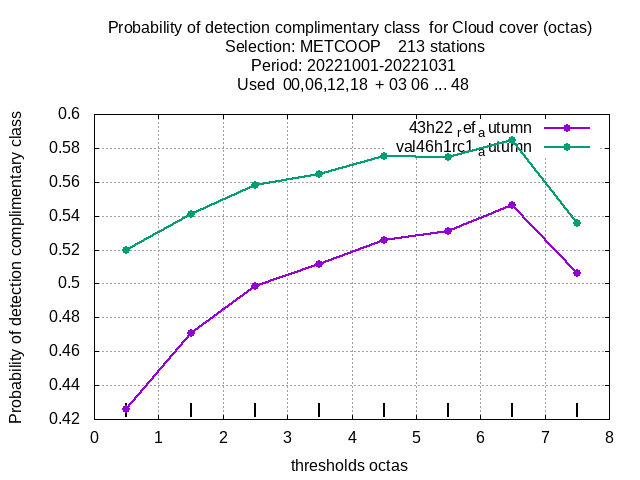 Probability of detection complimentary class  for Cloud cover (octas)
Selection: METCOOP    213 stations
Period: 20221001-20221031
Used  00,06,12,18  + 03 06 ... 48
Probability of detection complimentary class
0.6
0.58
0.56
0.54
0.52
0.5
0.48
0.46
0.44
0.42
43h22 ref autumn
val46h1rc1 autumn
0 1 2 3 4 5 6 7 8
thresholds octas